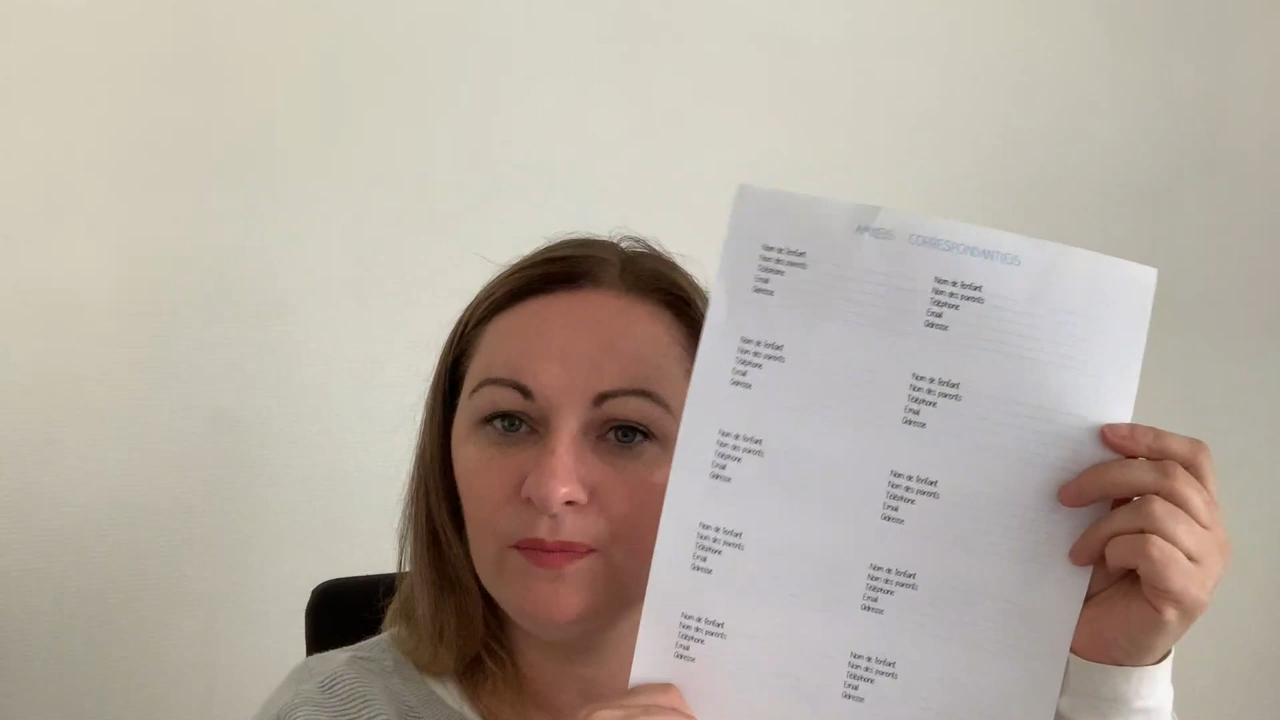 AMI(E)S CORRESPONDANT(E)S
Nom de l'enfant
Nom des parents
Téléphone
Email
Adresse
Nom de l'enfant
Nom des parents
Téléphone
Email
Adresse
Nom de l'enfant
Nom des parents
Téléphone
Email
Adresse
Nom de l'enfant
Nom des parents
Téléphone
Email
Adresse
Nom de l'enfant
Nom des parents
Téléphone
Email
Adresse
Nom de l'enfant
Nom des parents
Téléphone
Email
Adresse
Nom de l'enfant
Nom des parents
Téléphone
Email
Adresse
Nom de l'enfant
Nom des parents
Téléphone
Email
Adresse
Nom de l'enfant
Nom des parents
Téléphone
Email
Adresse
Nom de l'enfant
Nom des parents
Téléphone
Email
Adresse